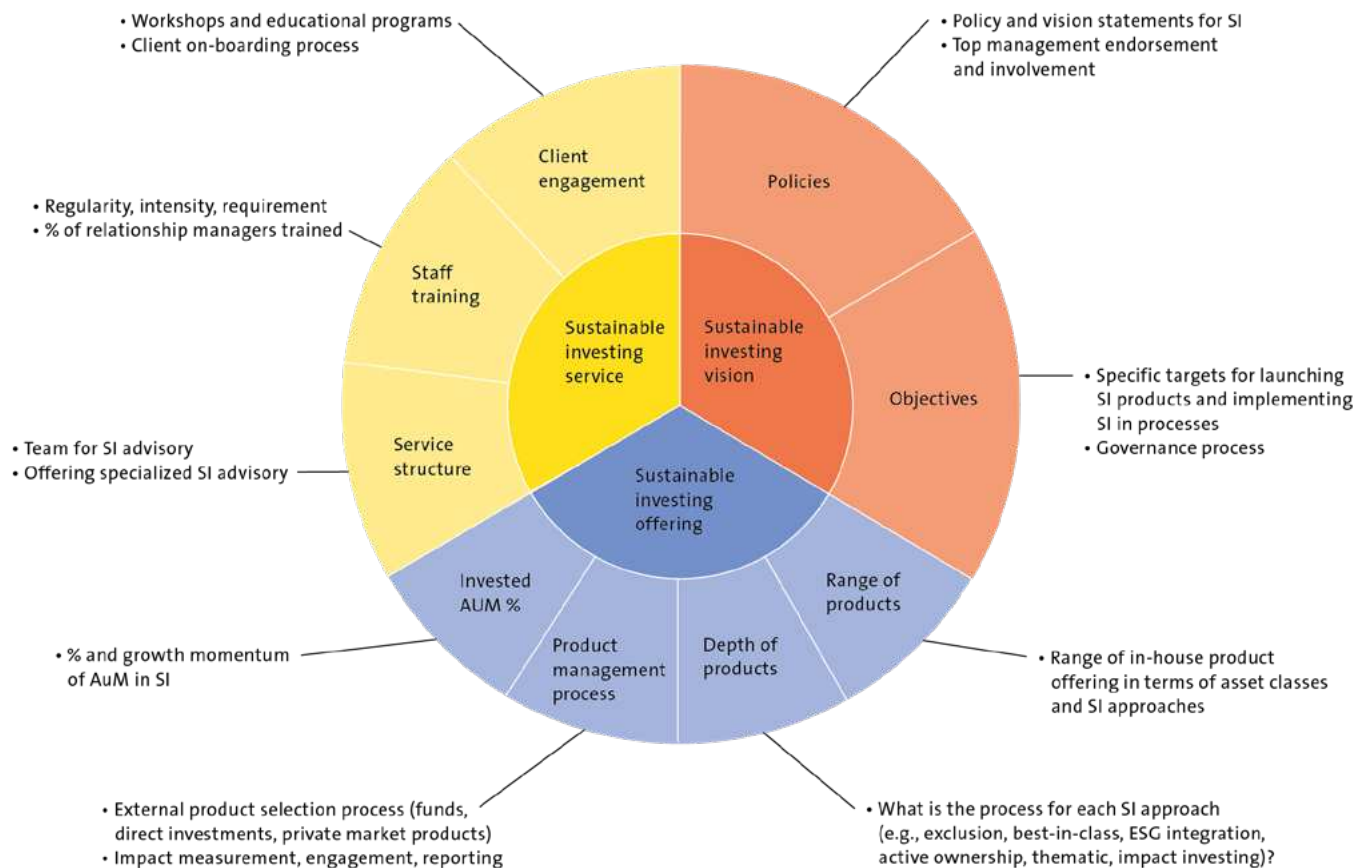 • Workshops and educational programs
• Client on-boarding process
• Policy and vision statements for SI
• Top management endorsement
and involvement
Client
engagement
Policies
• Regularity, intensity, requirement
• % of relationship managers trained
Staff
training
Sustainable
investing
service
Sustainable
investing
vision
Objectives
• Specific targets for launching
SI products and implementing
SI in processes
• Governance process
• Team for SI advisory
• Offering specialized SI advisory
Service
structure
Sustainable
investing
offering
Invested
AUM %
Product
management
process
Depth of
products
Range of
products
• % and growth momentum
of AuM in SI
• Range of in-house product
offering in terms of asset classes
and SI approaches
• External product selection process (funds,
direct investments, private market products)
• Impact measurement, engagement, reporting
• What is the process for each SI approach
(e.g., exclusion, best-in-class, ESG integration,
active ownership, thematic, impact investing)?